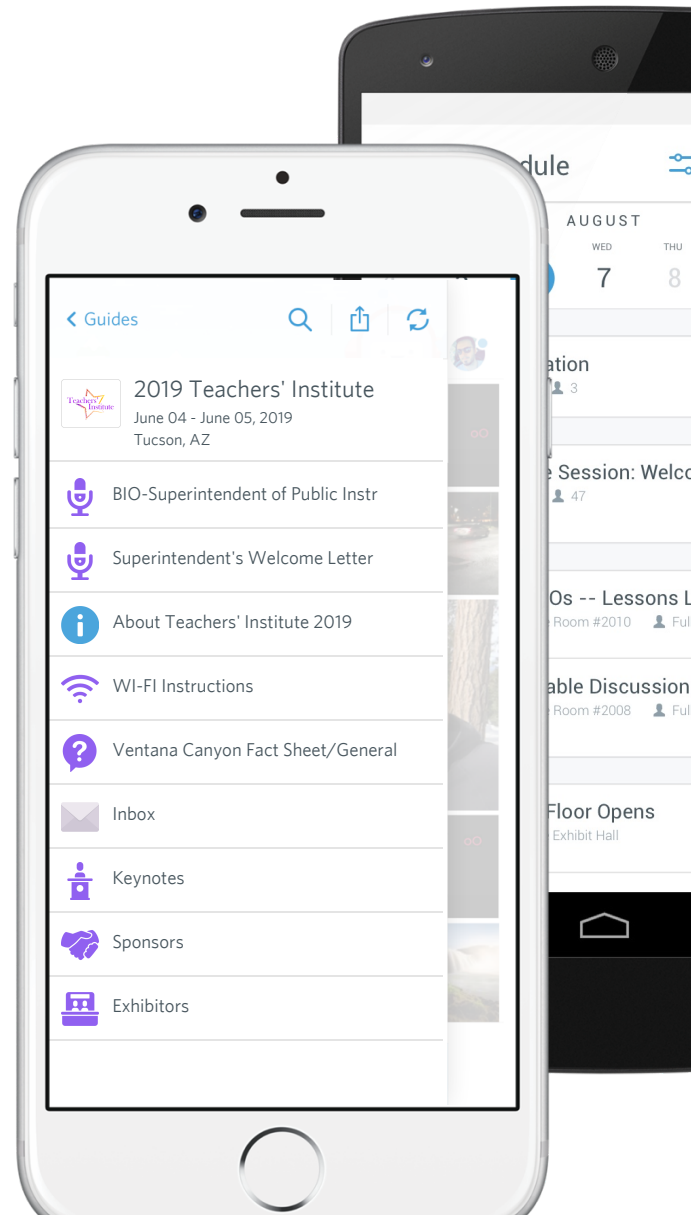 dule
AUGUST
WED
THU
7
8
Guides
2019 Teachers' Institute
June 04 - June 05, 2019
Tucson, AZ
Teachers'
Institute
BIO-Superintendent of Public Instr
Superintendent's Welcome Letter
About Teachers' Institute 2019
WI-FI Instructions
Ventana Canyon Fact Sheet/General
Inbox
Keynotes
Sponsors
Exhibitors
ation
3
e Session: Welco
47
Os -- Lessons L
Room #2010 Ful
able Discussion
Room #2008 Ful
Floor Opens
Exhibit Hall